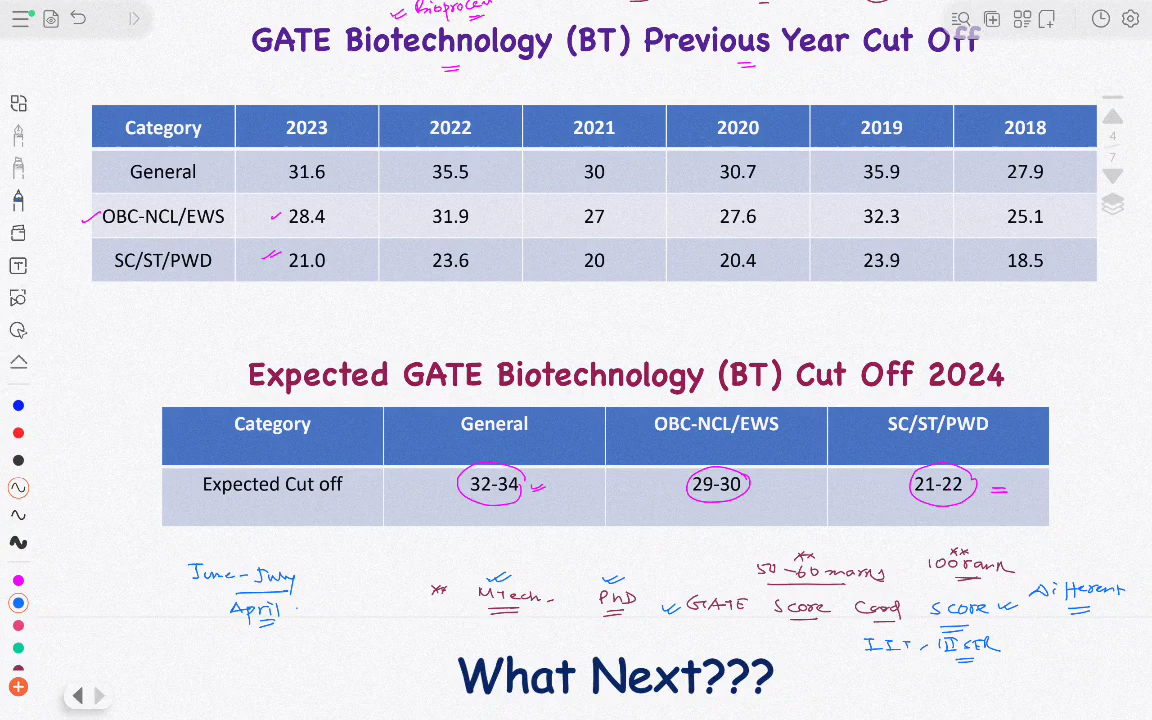 Bioprocess
GATE Biotechnology (BT) Previous Year Cut Off
Category 2023 2022 2021 2020 2019 2018
General 31.6 35.5 30 30.7 35.9 27.9
OBC-NCL/EWS 28.4 31.9 27 27.6 32.3 25.1
SC/ST/PWD 21.0 23.6 20 20.4 23.9 18.5
4
7
Expected GATE Biotechnology (BT) Cut Off 2024
Category General OBC-NCL/EWS SC/ST/PWD
Expected Cut off 32-34 29-30 21-22
June-July
April
** MTech PhD
50-60 marks
100 rank
GATE Score Card Score Different
IIT, IISER
What Next???